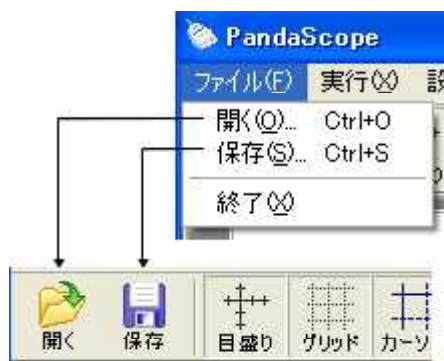 PandaScope
ファイル(F) 実行(X) 設
開く(O)... Ctrl+O
保存(S)... Ctrl+S
終了(X)
開く 保存 目盛り グリッド カーソ